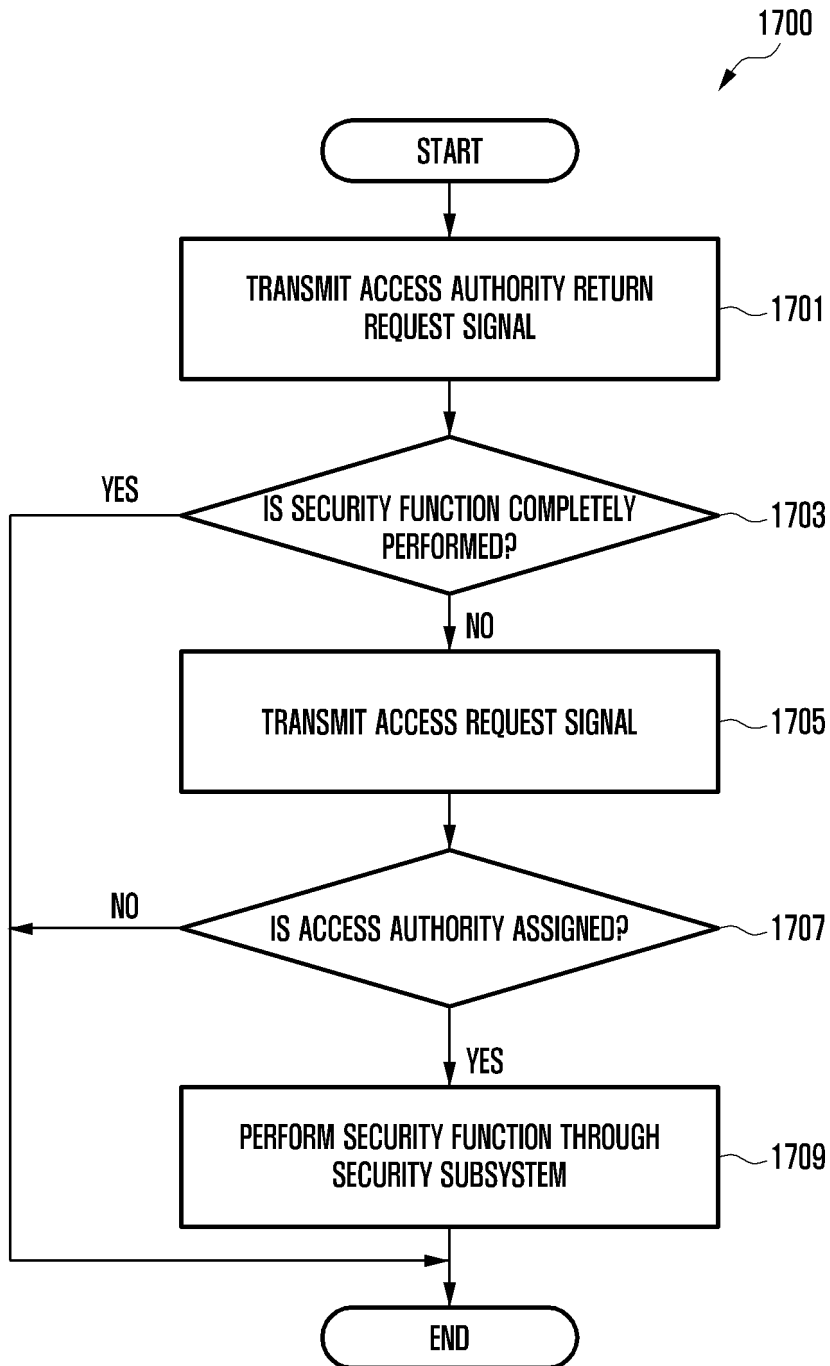 1700
START
TRANSMIT ACCESS AUTHORITY RETURN
REQUEST SIGNAL
1701
YES
IS SECURITY FUNCTION COMPLETELY
PERFORMED?
1703
NO
TRANSMIT ACCESS REQUEST SIGNAL
1705
NO
IS ACCESS AUTHORITY ASSIGNED?
1707
YES
PERFORM SECURITY FUNCTION THROUGH
SECURITY SUBSYSTEM
1709
END